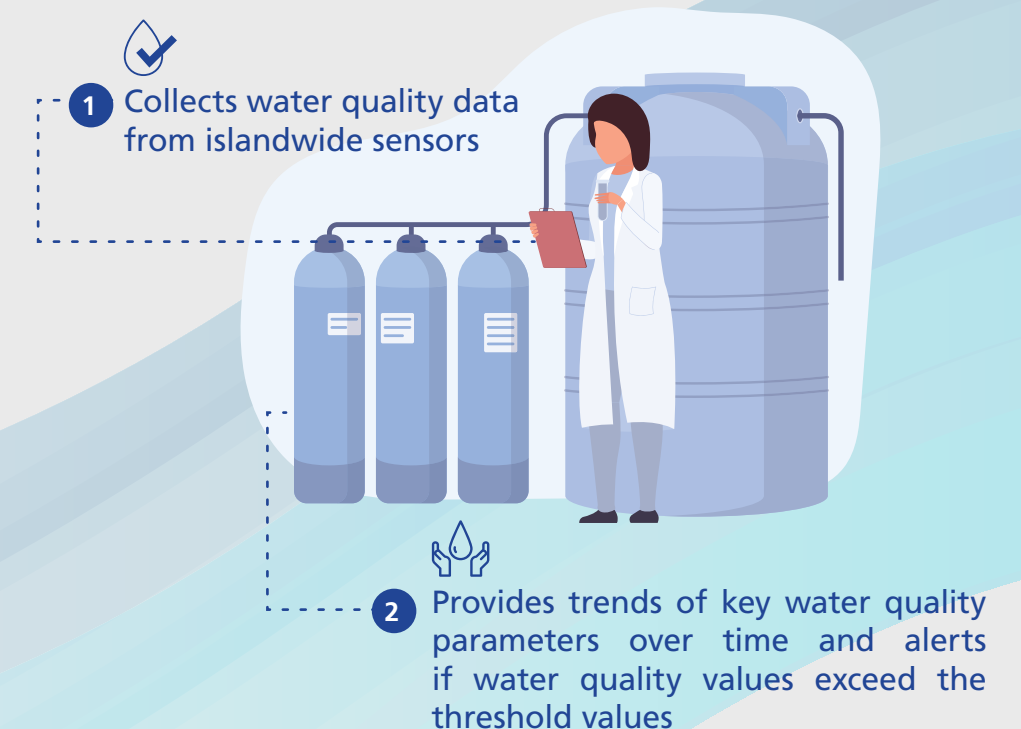 1 Collects water quality data
from islandwide sensors
2 Provides trends of key water quality
parameters over time and alerts
if water quality values exceed the
threshold values